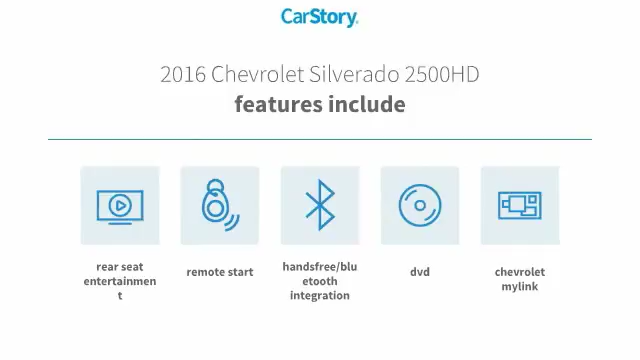 CarStory.
2016 Chevrolet Silverado 2500HD
features include
rear seat
entertainmen
t
remote start
handsfree/blu
etooth
integration
dvd
chevrolet
mylink